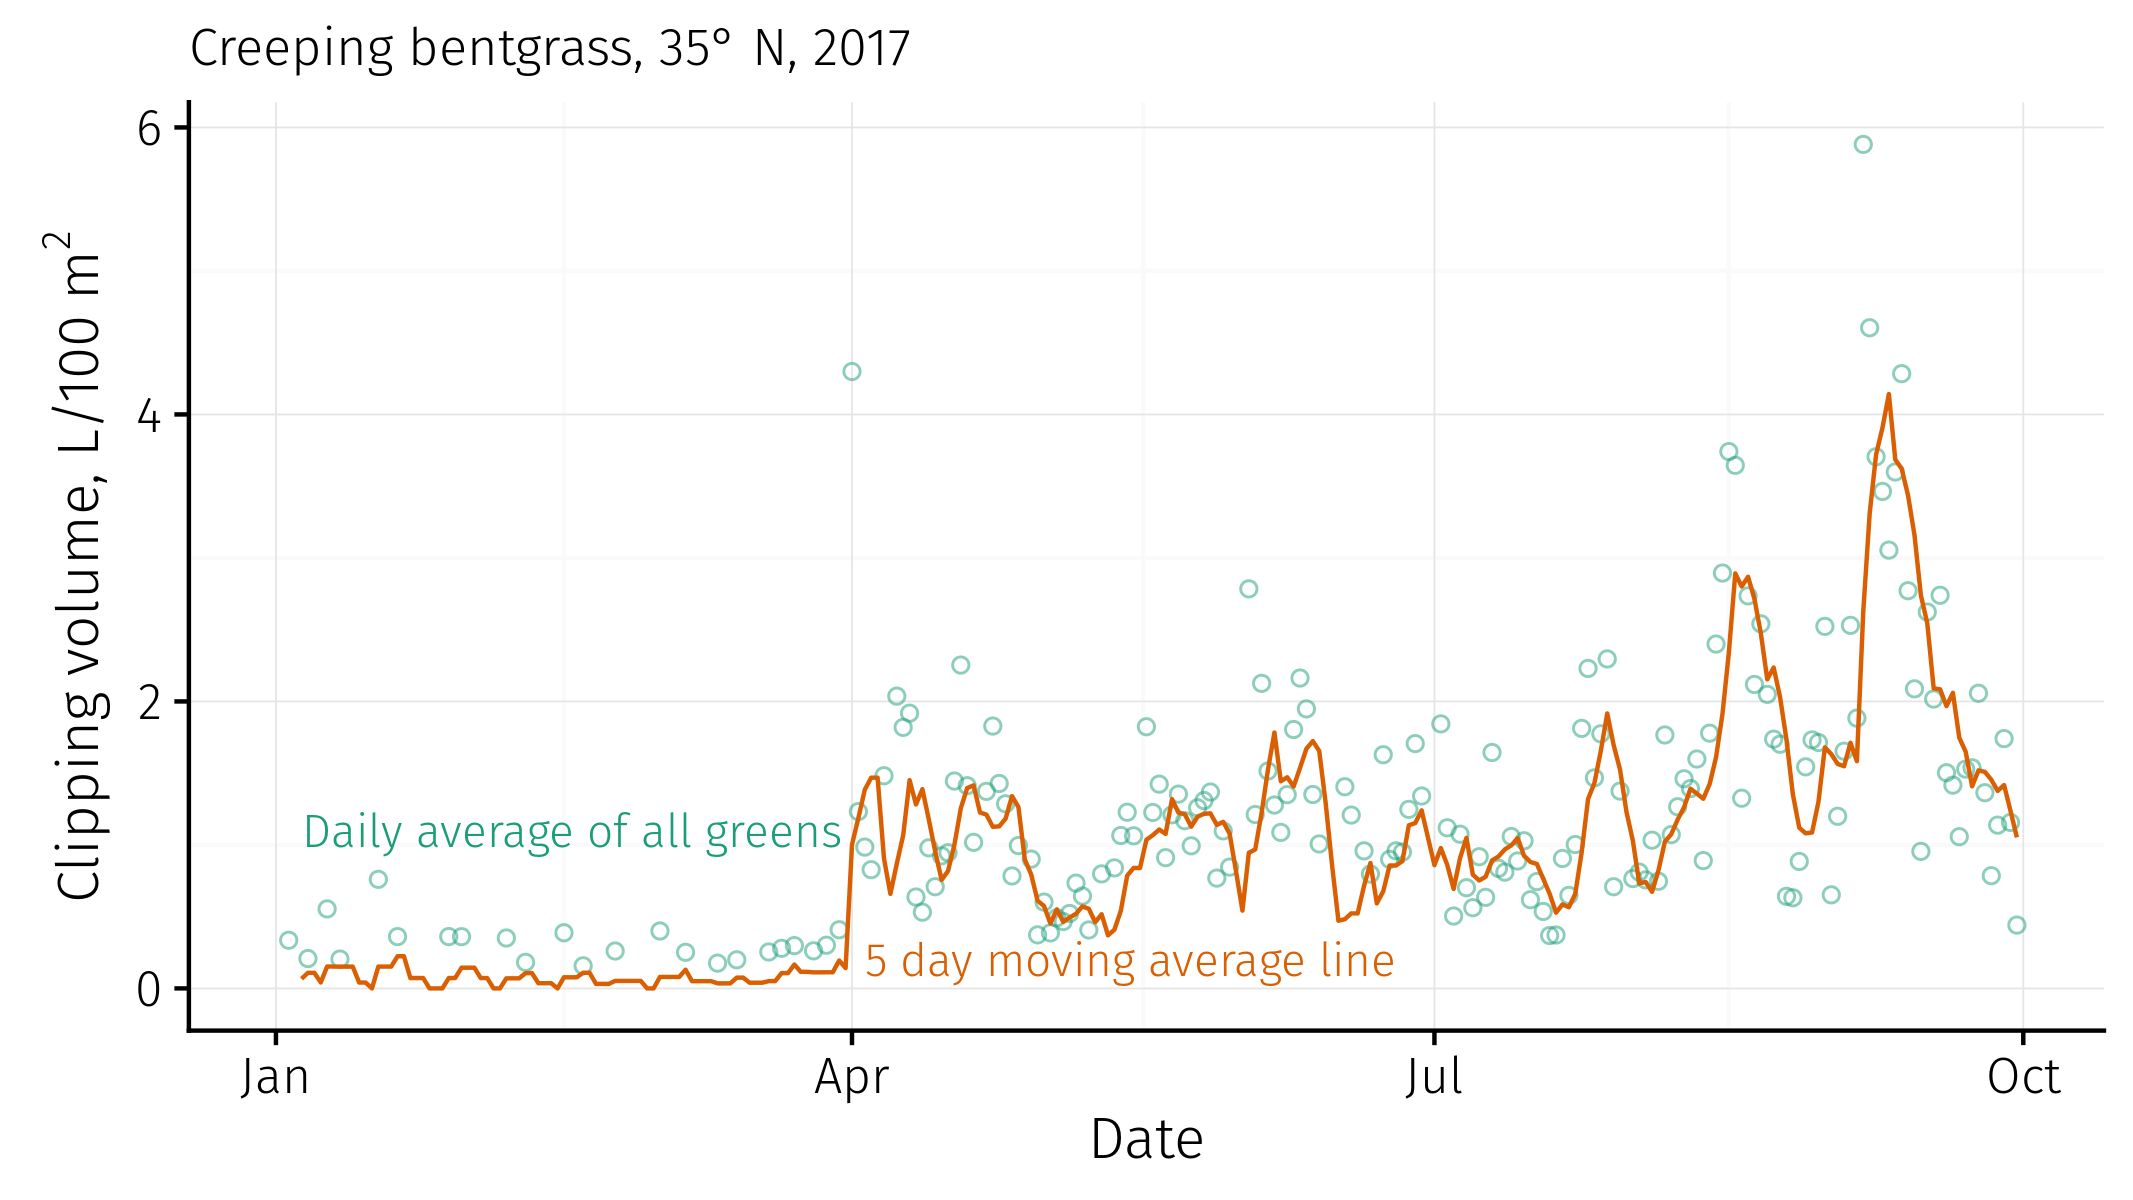 Creeping bentgrass, 35° N, 2017
Clipping volume, L/100 m²
6
4
2
0
Daily average of all greens
5 day moving average line
Jan Apr Jul Oct
Date